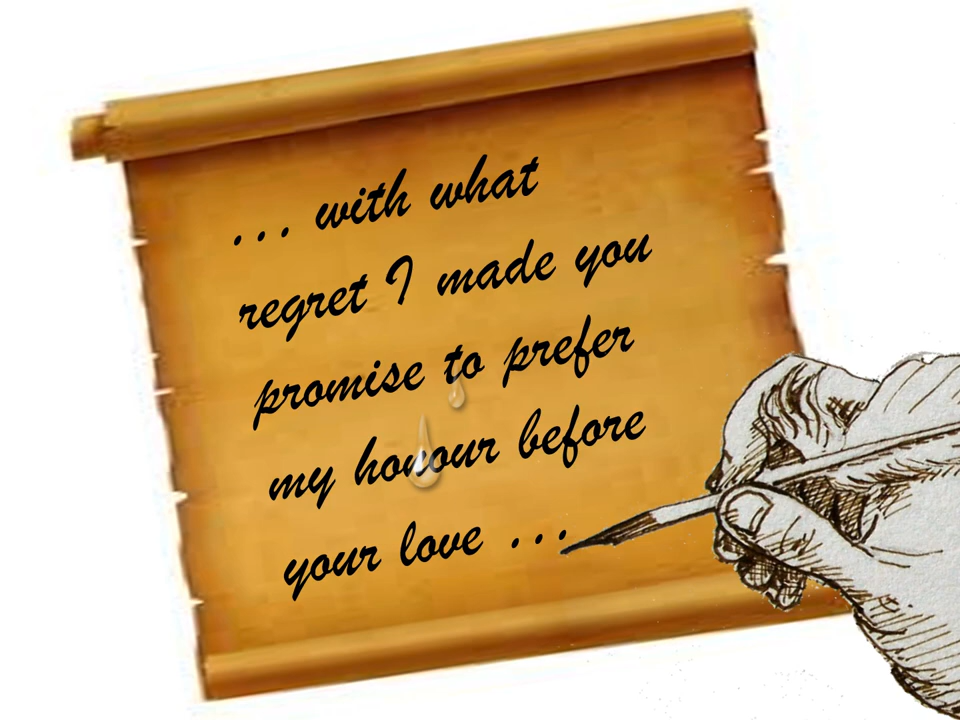 ... with what
regret I made you
promise to prefer
my honour before
your love ...